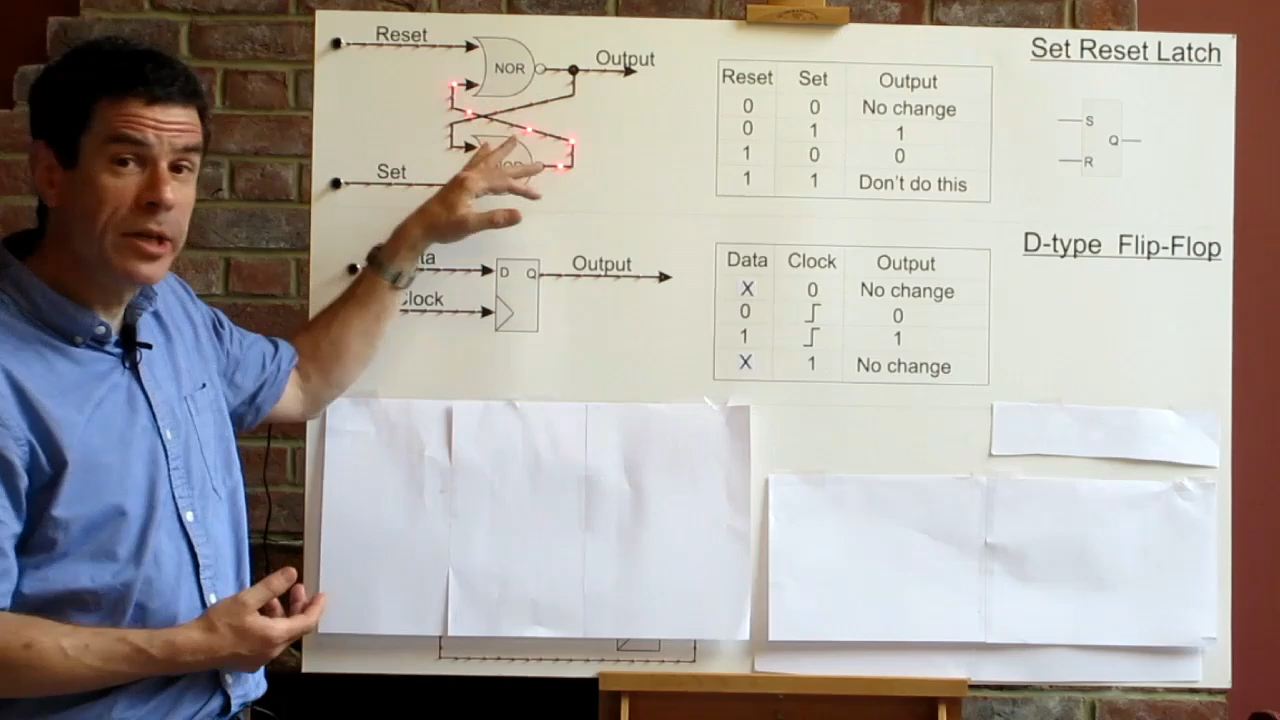 Reset
NOR
Output
Set
Set Reset Latch
Reset Set Output
0 0 No change
0 1 1
1 0 0
1 1 Don't do this
S
Q
R
D-type Flip-Flop
D Q
Output
Clock
Data Clock Output
X 0 No change
0 0
1 1
X 1 No change